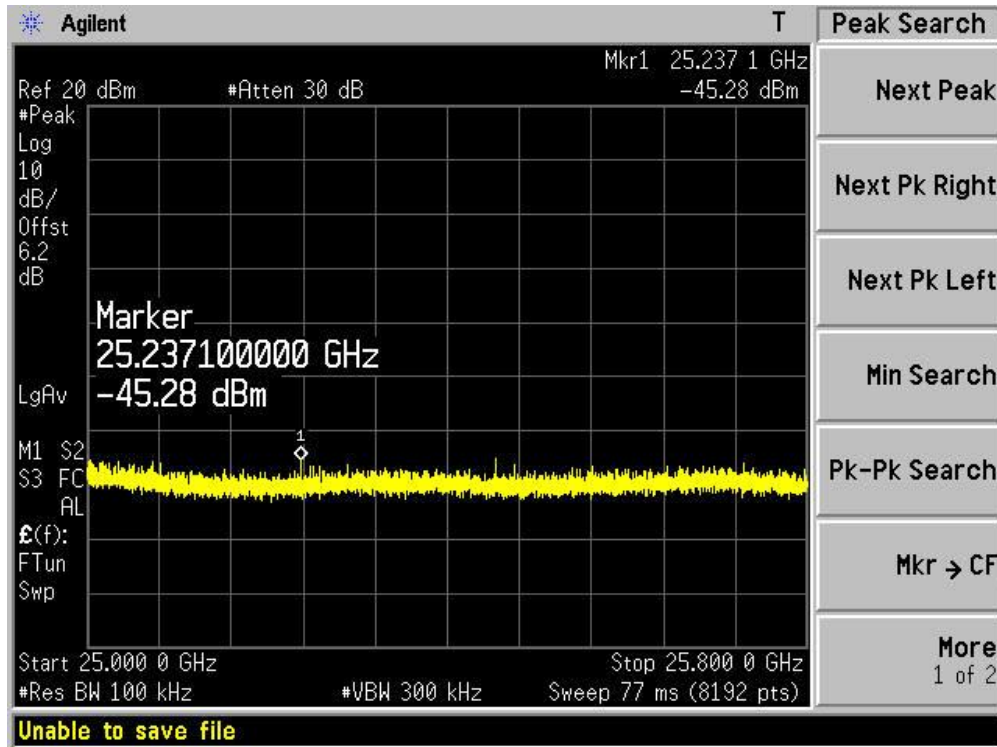 Agilent
T
Peak Search
Mkr1 25.237 1 GHz
Ref 20 dBm #Atten 30 dB -45.28 dBm
#Peak
Log
10
dB/
Offst
6.2
dB
Marker
25.237100000 GHz
-45.28 dBm
LgAv
1
M1 S2
S3 FC
AL
£(f):
FTun
Swp
Start 25.000 0 GHz Stop 25.800 0 GHz
#Res BW 100 kHz #VBW 300 kHz Sweep 77 ms (8192 pts)
Unable to save file
Next Peak
Next Pk Right
Next Pk Left
Min Search
Pk-Pk Search
Mkr → CF
More
1 of 2